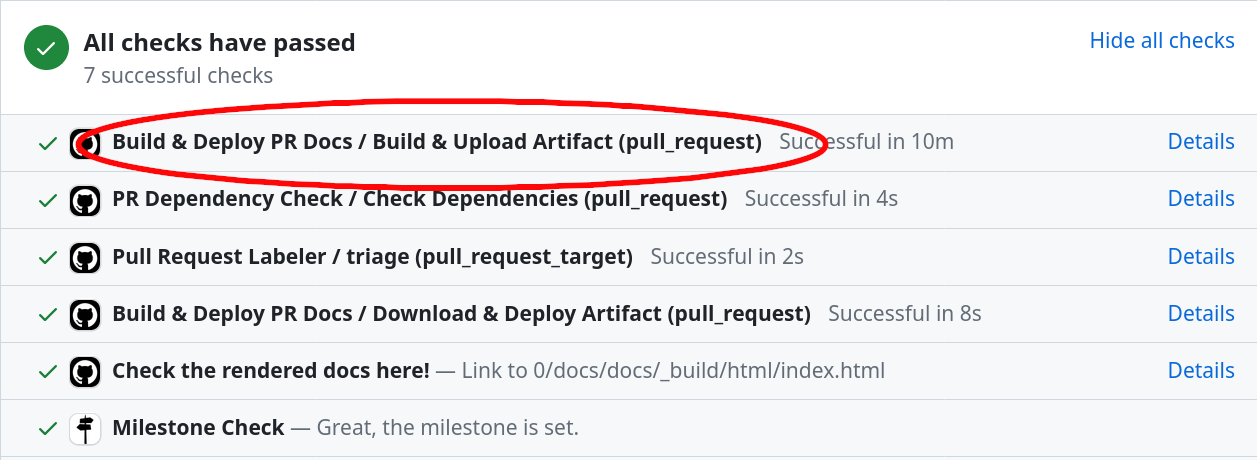 All checks have passed
7 successful checks
Hide all checks
Build & Deploy PR Docs / Build & Upload Artifact (pull_request) Successful in 10m Details
PR Dependency Check / Check Dependencies (pull_request) Successful in 4s Details
Pull Request Labeler / triage (pull_request_target) Successful in 2s Details
Build & Deploy PR Docs / Download & Deploy Artifact (pull_request) Successful in 8s Details
Check the rendered docs here! — Link to 0/docs/docs/_build/html/index.html Details
Milestone Check — Great, the milestone is set.